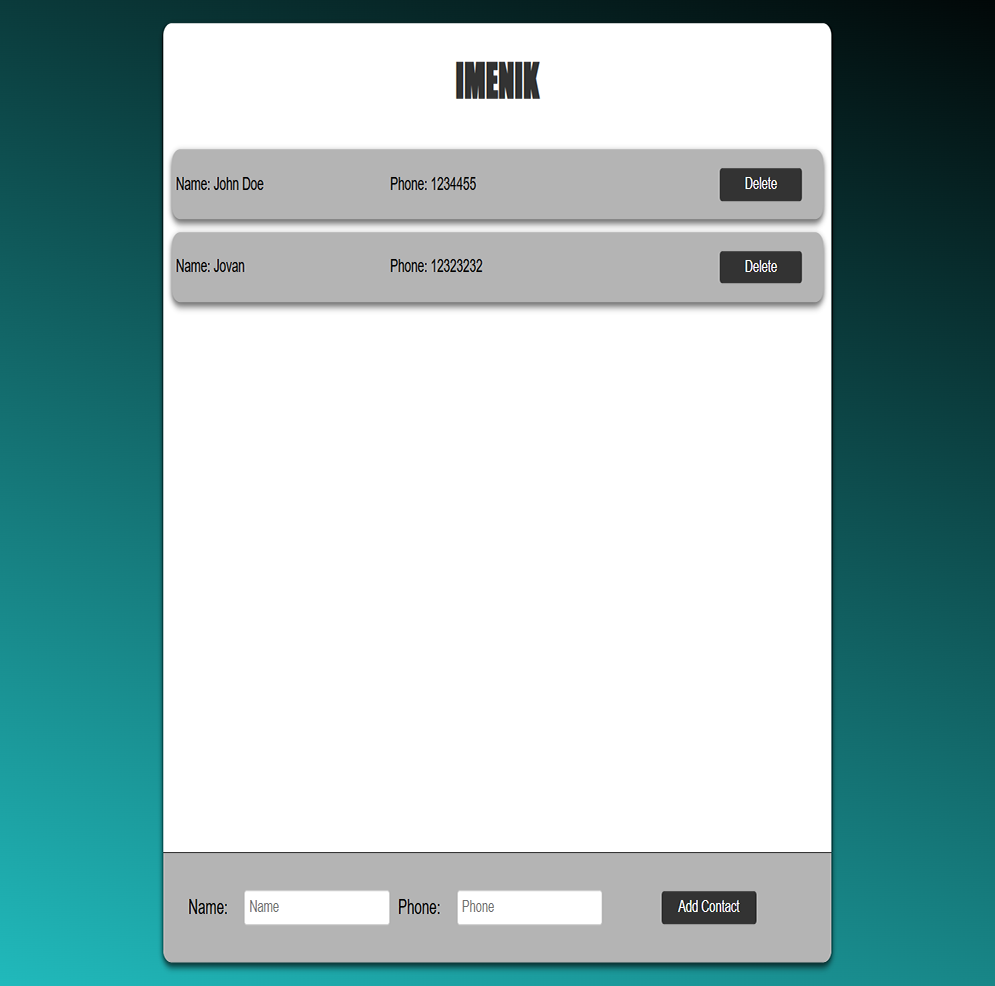 IMENIK
Name: John Doe Phone: 1234455 Delete
Name: Jovan Phone: 12323232 Delete
Name: Name Phone: Phone Add Contact